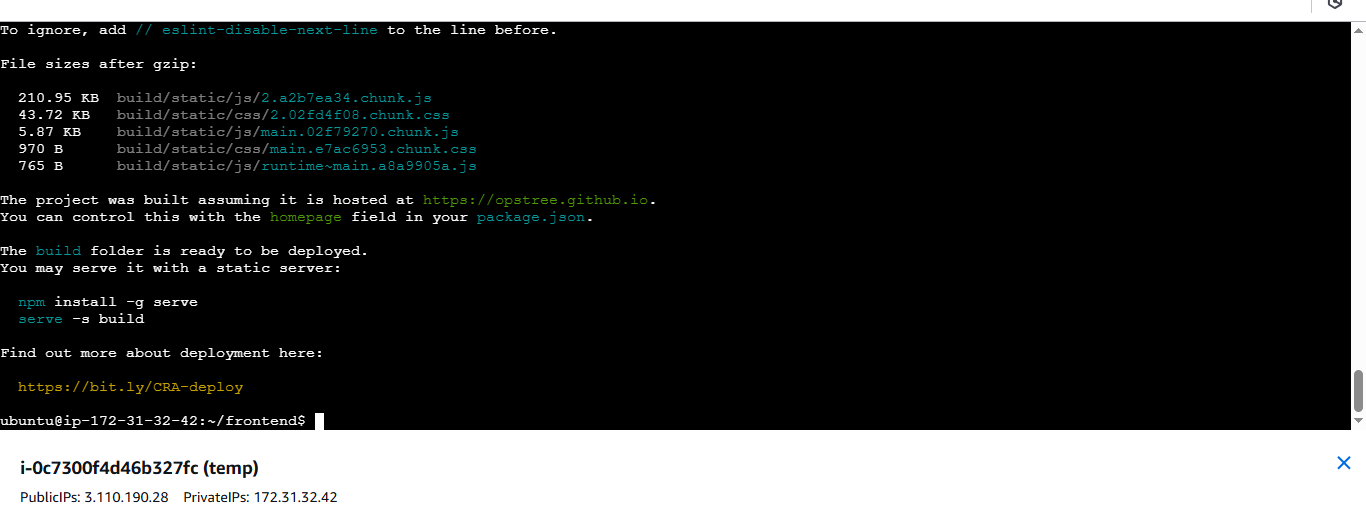 To ignore, add // eslint-disable-next-line to the line before.
File sizes after gzip:
210.95 KB build/static/js/2.a2b7ea34.chunk.js
43.72 KB build/static/css/2.02fd4f08.chunk.css
5.87 KB build/static/js/main.02f79270.chunk.js
970 B build/static/css/main.e7ac6953.chunk.css
765 B build/static/js/runtime~main.a8a9905a.js
The project was built assuming it is hosted at https://opstree.github.io.
You can control this with the homepage field in your package.json.
The build folder is ready to be deployed.
You may serve it with a static server:
npm install -g serve
serve -s build
Find out more about deployment here:
https://bit.ly/CRA-deploy
ubuntu@ip-172-31-32-42:~/frontend$
i-0c7300f4d46b327fc (temp)
PublicIPs: 3.110.190.28 PrivateIPs: 172.31.32.42